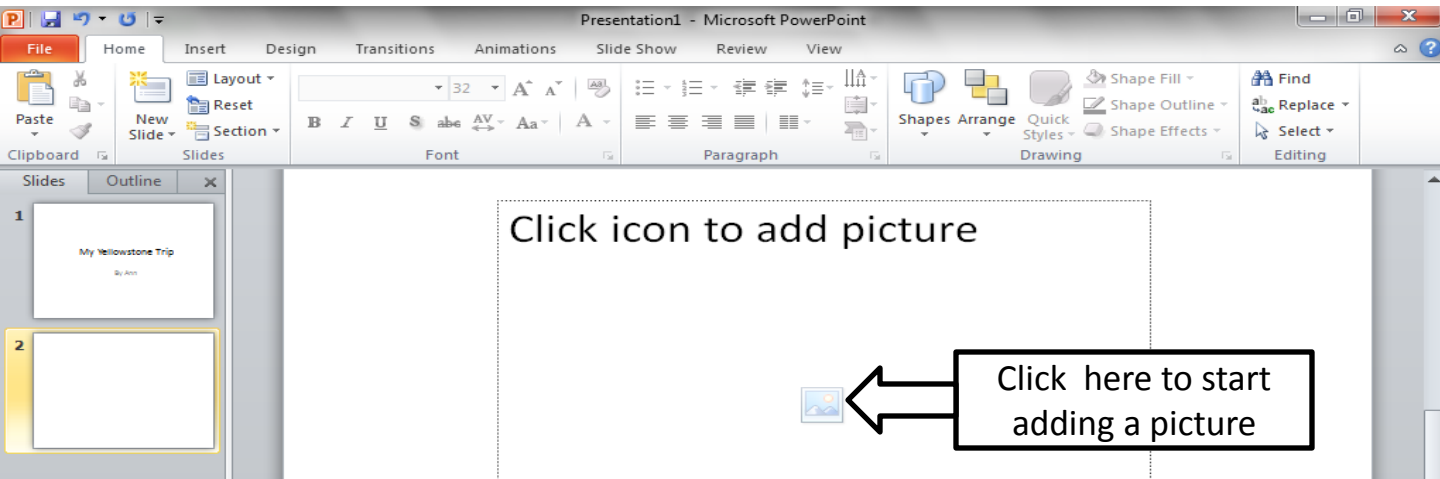 Presentation1 - Microsoft PowerPoint
File Home Insert Design Transitions Animations Slide Show Review View
Paste
New
Slide
Layout
Reset
Section
32
B I U S abc AV Aa A
Shapes Arrange Quick
Styles
Shape Fill
Shape Outline
Shape Effects
Find
Replace
Select
Clipboard Slides Font Paragraph Drawing Editing
Slides Outline
1
My Yellowstone Trip
By Ann
2
Click icon to add picture
Click here to start
adding a picture